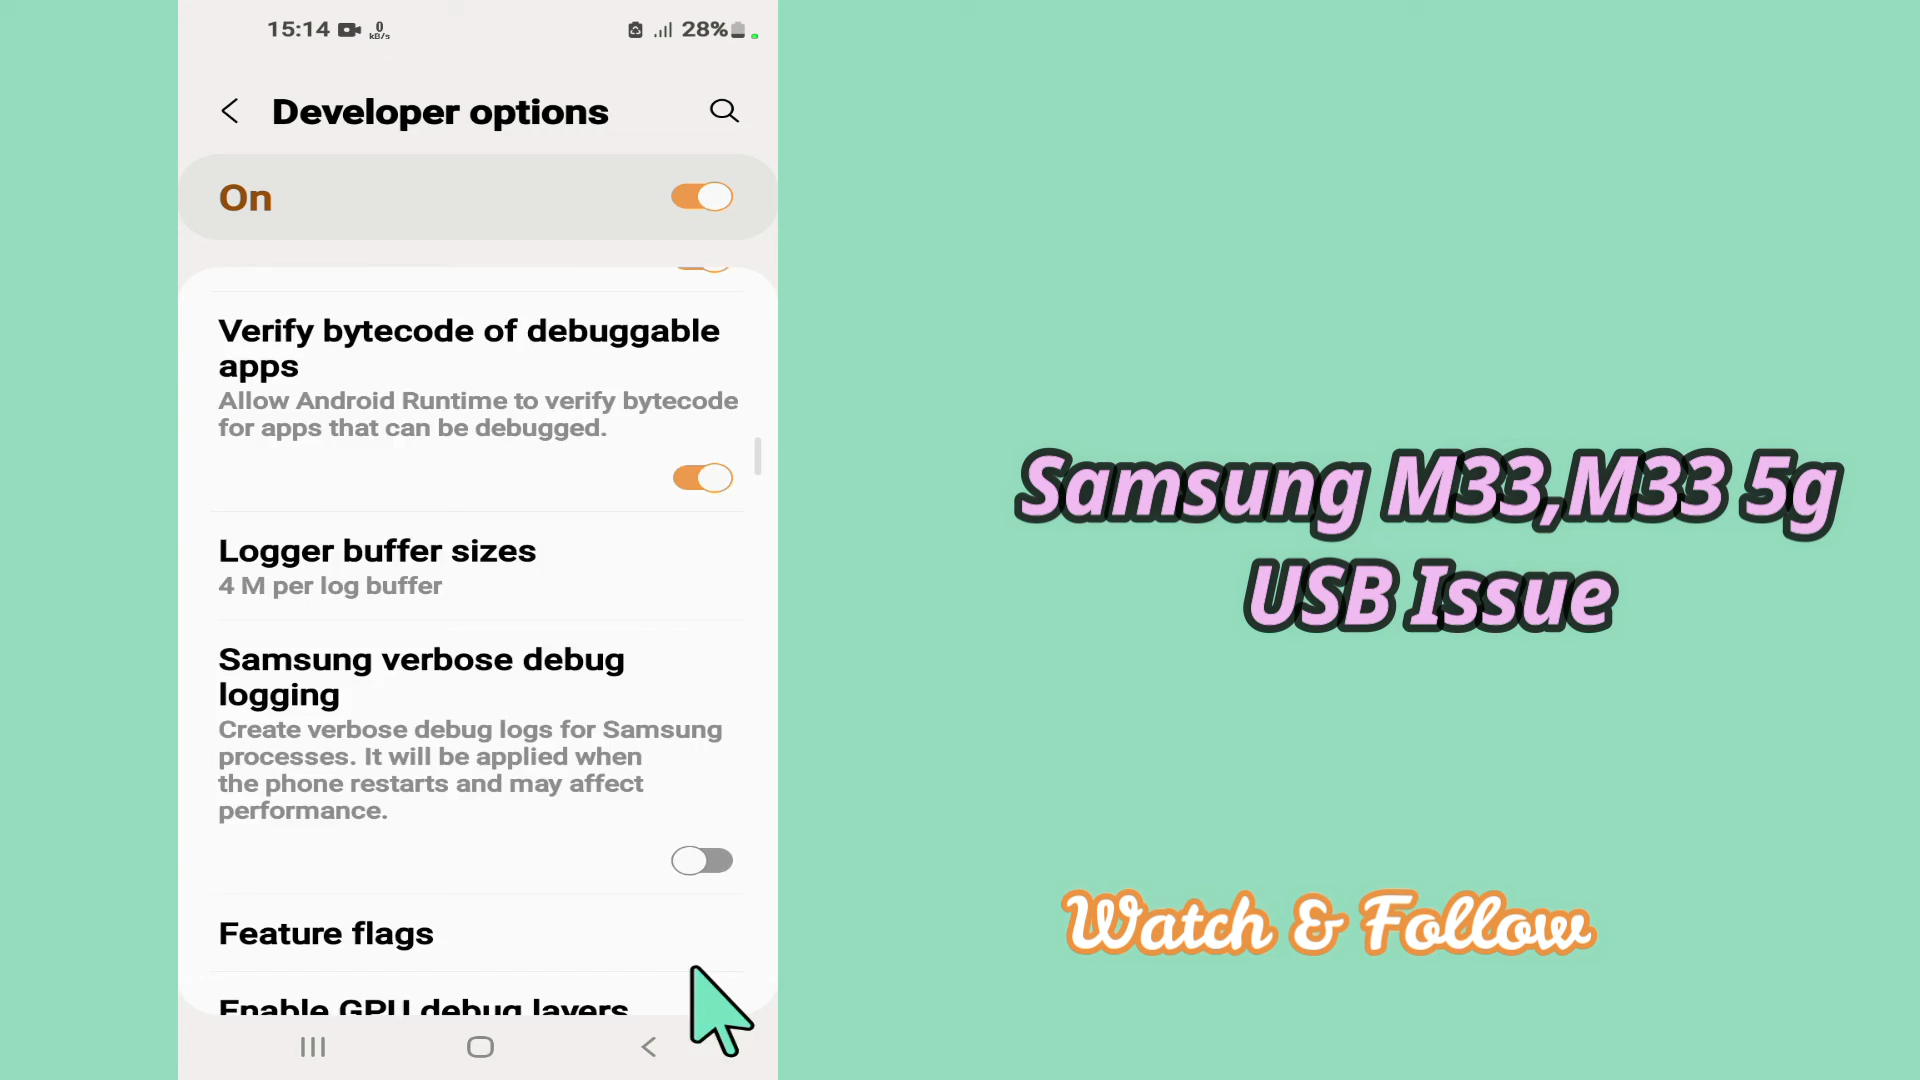 15:14 0 kB/s 28%
Developer options
On
Verify bytecode of debuggable
apps
Allow Android Runtime to verify bytecode
for apps that can be debugged.
Logger buffer sizes
4 M per log buffer
Samsung verbose debug
logging
Create verbose debug logs for Samsung
processes. It will be applied when
the phone restarts and may affect
performance.
Feature flags
Enable GPU debug layers
Samsung M33,M33 5g
USB Issue
Watch & Follow